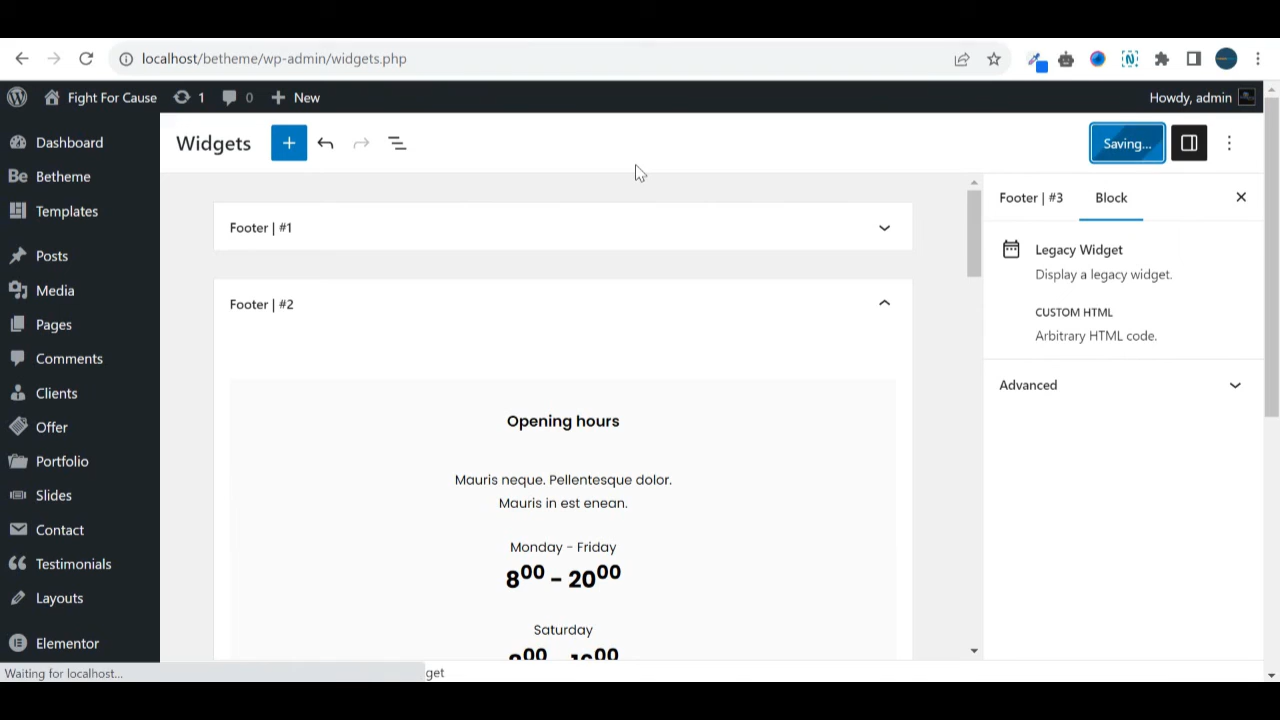 localhost/betheme/wp-admin/widgets.php
Fight For Cause 1 0 New Howdy, admin
Dashboard
Be Betheme
Templates
Posts
Media
Pages
Comments
Clients
Offer
Portfolio
Slides
Contact
Testimonials
Layouts
Elementor
Widgets
Saving...
Footer | #1
Footer | #2
Opening hours
Mauris neque. Pellentesque dolor.
Mauris in est enean.
Monday - Friday
8⁰⁰ - 20⁰⁰
Saturday
Footer | #3 Block
Legacy Widget
Display a legacy widget.
CUSTOM HTML
Arbitrary HTML code.
Advanced
Waiting for localhost...
get